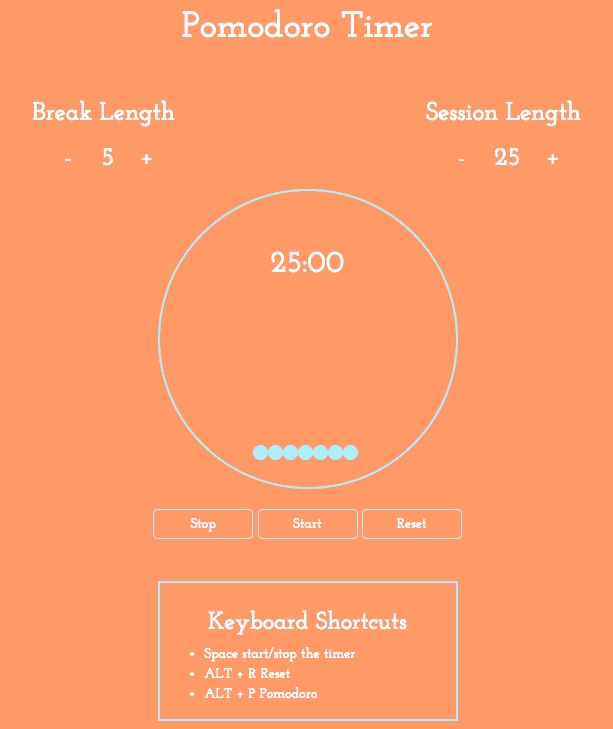 Pomodoro Timer
Break Length
- 5 +
Session Length
- 25 +
25:00
Stop
Start
Reset
Keyboard Shortcuts
Space start/stop the timer
ALT + R Reset
ALT + P Pomodoro